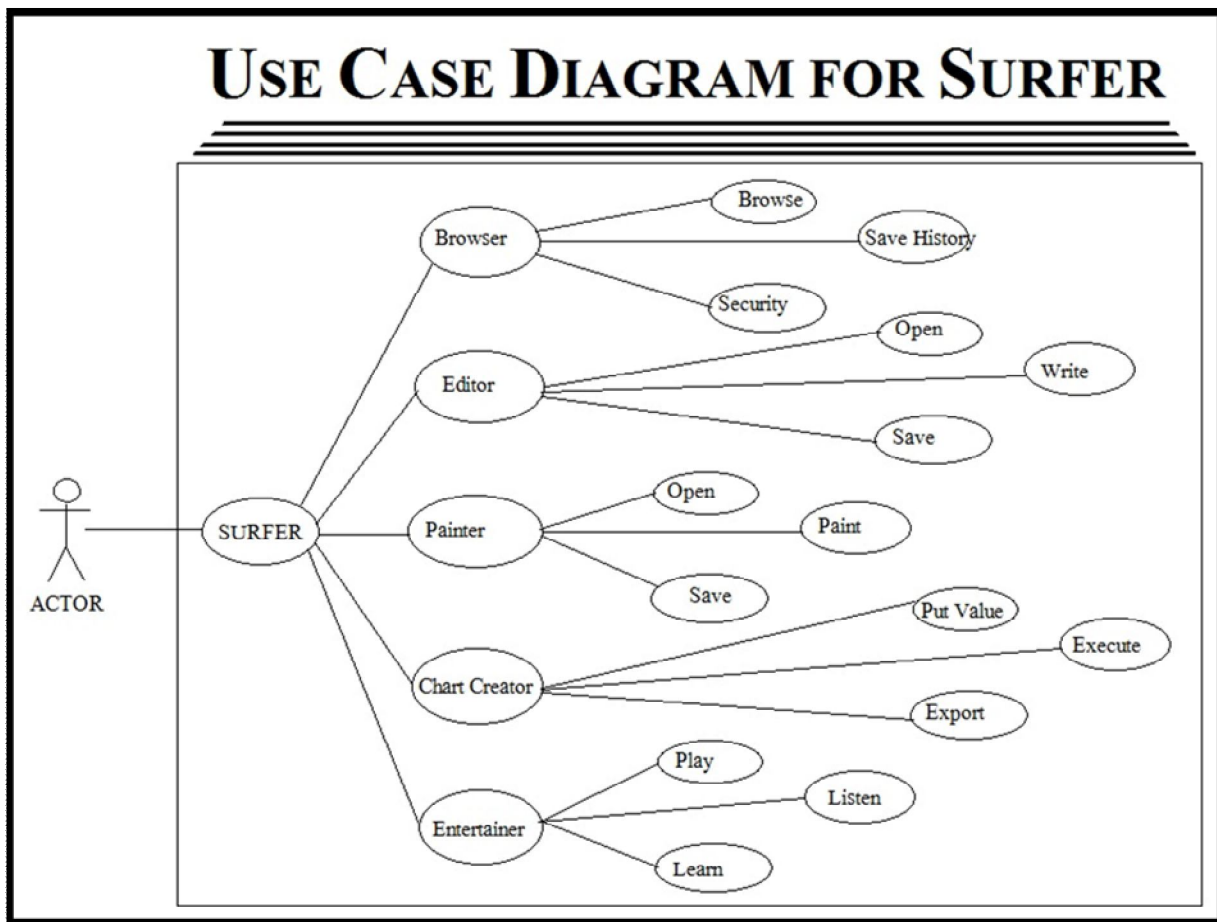 USE CASE DIAGRAM FOR SURFER
Browse
Browser
Save History
Security
Open
Editor
Write
Save
Open
SURFER
Painter
Paint
Save
ACTOR
Put Value
Execute
Chart Creator
Export
Play
Listen
Entertainer
Learn